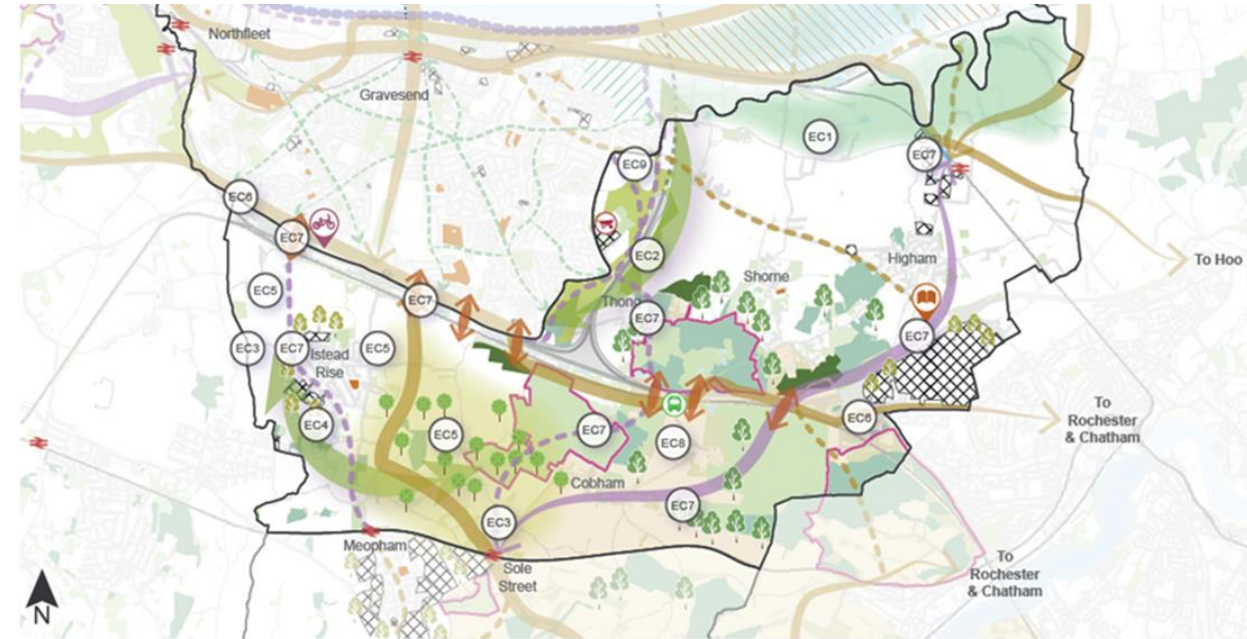 Northfleet
Gravesend
EC1
EC7
EC9
EC6
EC7
EC2
To Hoo
Higham
Shorne
EC5
EC7
Thong
EC7
EC7
EC3
EC7
EC5
Istead
Rise
To
Rochester
& Chatham
EC6
EC4
EC5
EC7
EC8
Cobham
EC7
EC3
Meopham
Sole
Street
To
Rochester
& Chatham
N